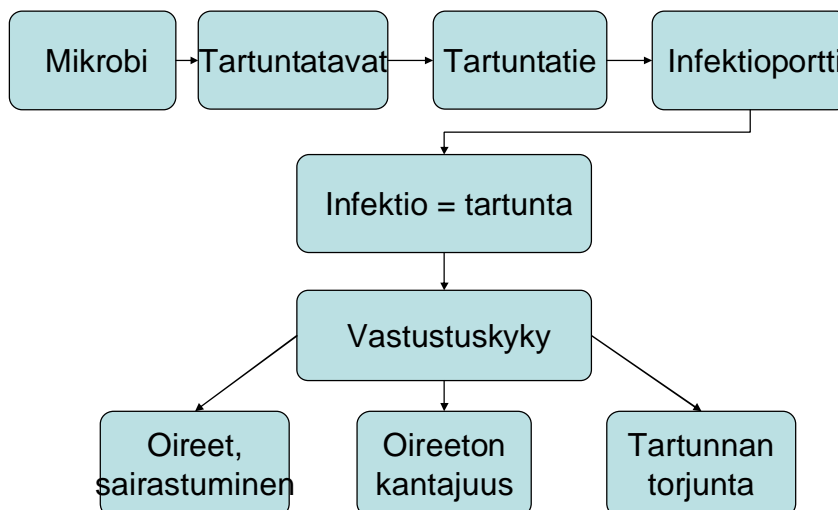 Mikrobi
Tartuntatavat
Tartuntatie
Infektioportti
Infektio = tartunta
Vastustuskyky
Oireet,
sairastuminen
Oireeton
kantajuus
Tartunnan
torjunta